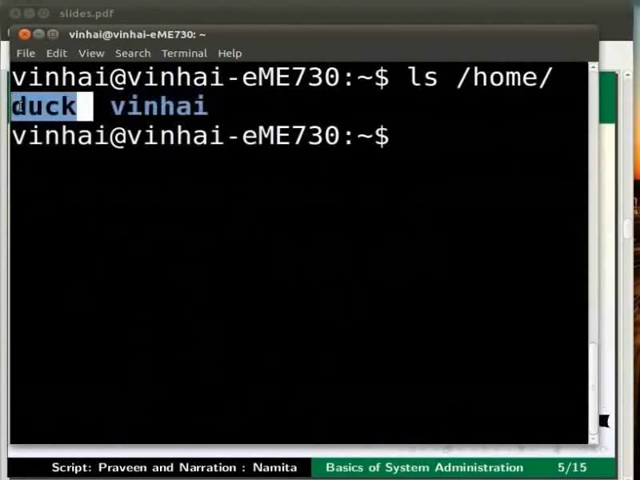 slides.pdf
vinhai@vinhai-eME730: ~
File Edit View Search Terminal Help
vinhai@vinhai-eME730:~$ ls /home/
duck vinhai
vinhai@vinhai-eME730:~$
Script: Praveen and Narration : Namita Basics of System Administration 5/15